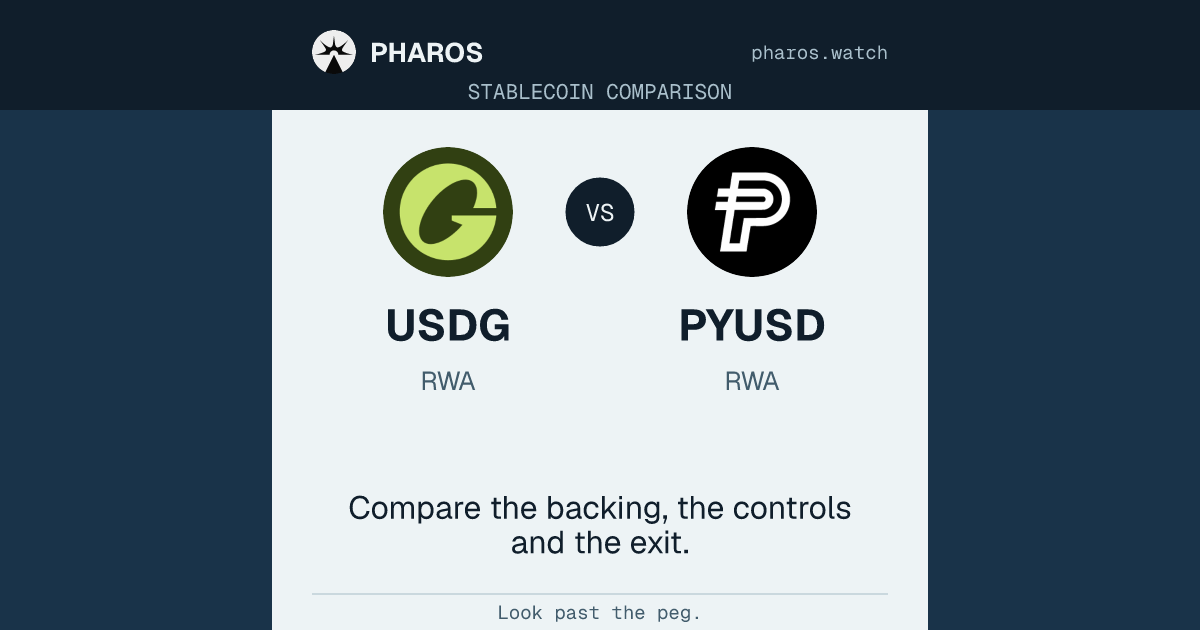 PHAROS
pharos.watch
STABLECOIN COMPARISON
VS
USDG
PYUSD
RWA
RWA
Compare the backing, the controls
and the exit.
Look past the peg.